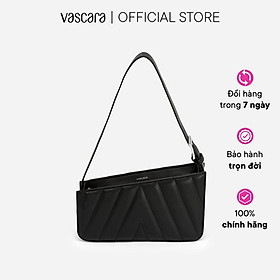 vascara | OFFICIAL STORE
Đổi hàng
trong 7 ngày
Bảo hành
trọn đời
100%
chính hãng